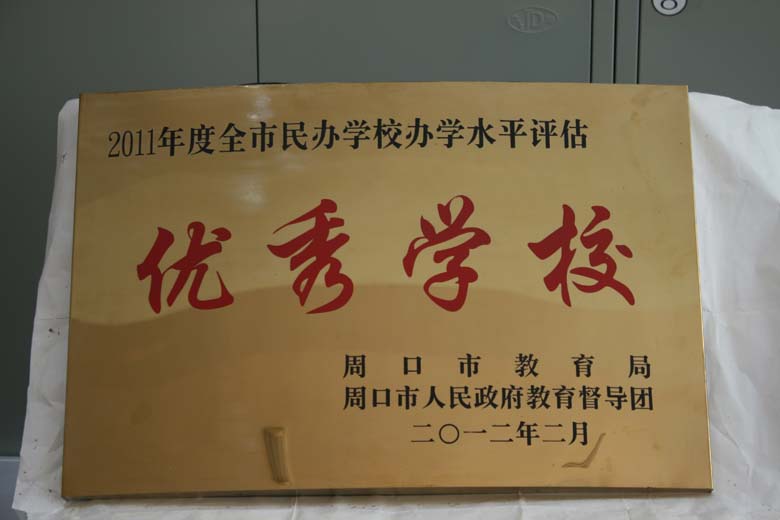 2011年度全市民办学校办学水平评估
优秀学校
周口市教育局
周口市人民政府教育督导团
二〇一二年二月